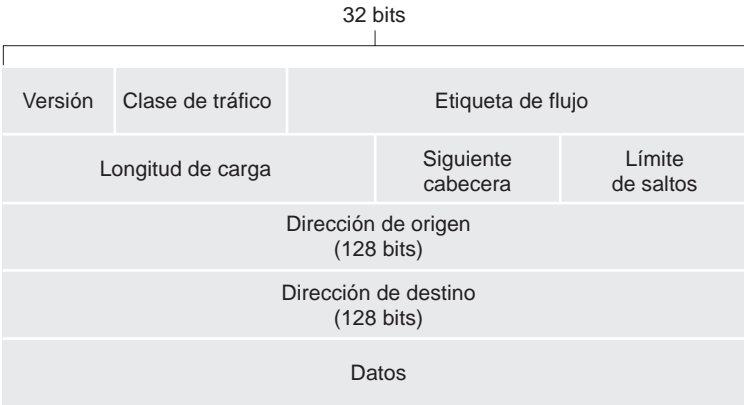 32 bits
Versión
Clase de tráfico
Etiqueta de flujo
Longitud de carga
Siguiente
cabecera
Límite
de saltos
Dirección de origen
(128 bits)
Dirección de destino
(128 bits)
Datos